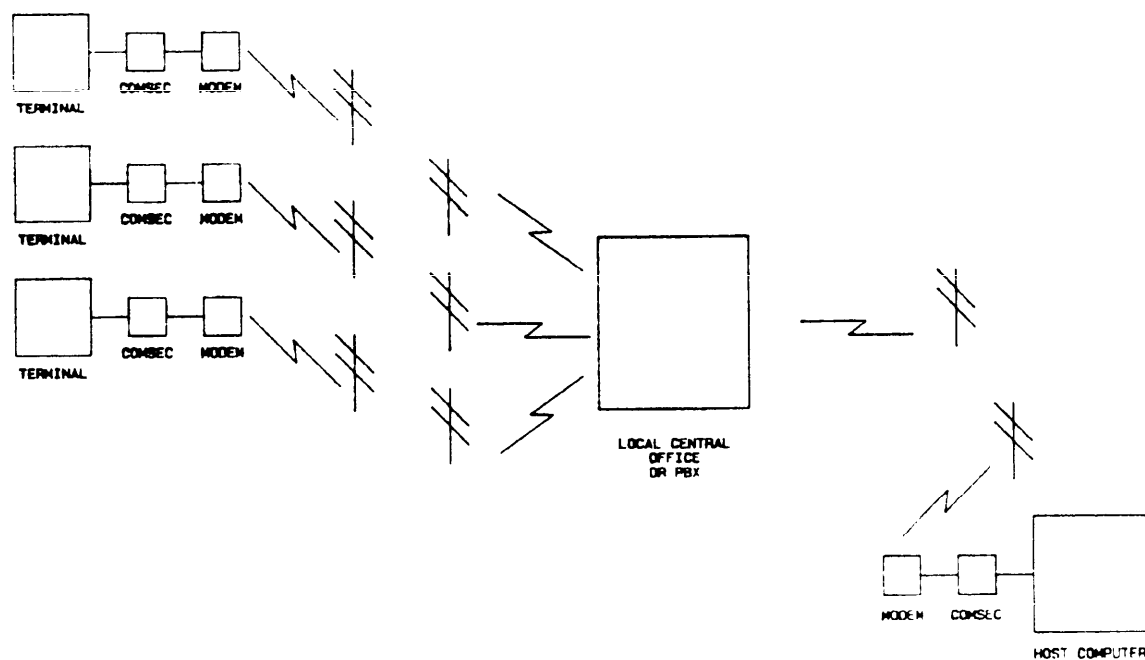 COMSEC MODEM
TERMINAL
COMSEC MODEM
TERMINAL
COMSEC MODEM
TERMINAL
LOCAL CENTRAL
OFFICE
OR PBX
MODEM COMSEC
HOST COMPUTER